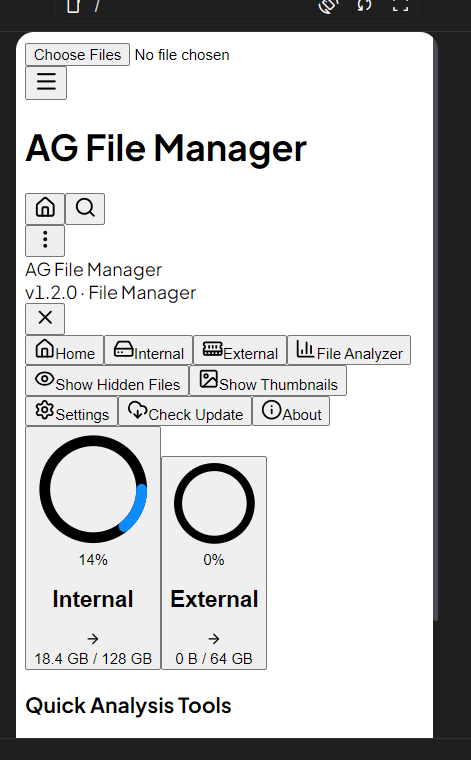 Choose Files No file chosen
AG File Manager
AG File Manager
v1.2.0 · File Manager
Home Internal External File Analyzer
Show Hidden Files Show Thumbnails
Settings Check Update About
14% 0%
Internal External
→ →
18.4 GB / 128 GB 0 B / 64 GB
Quick Analysis Tools